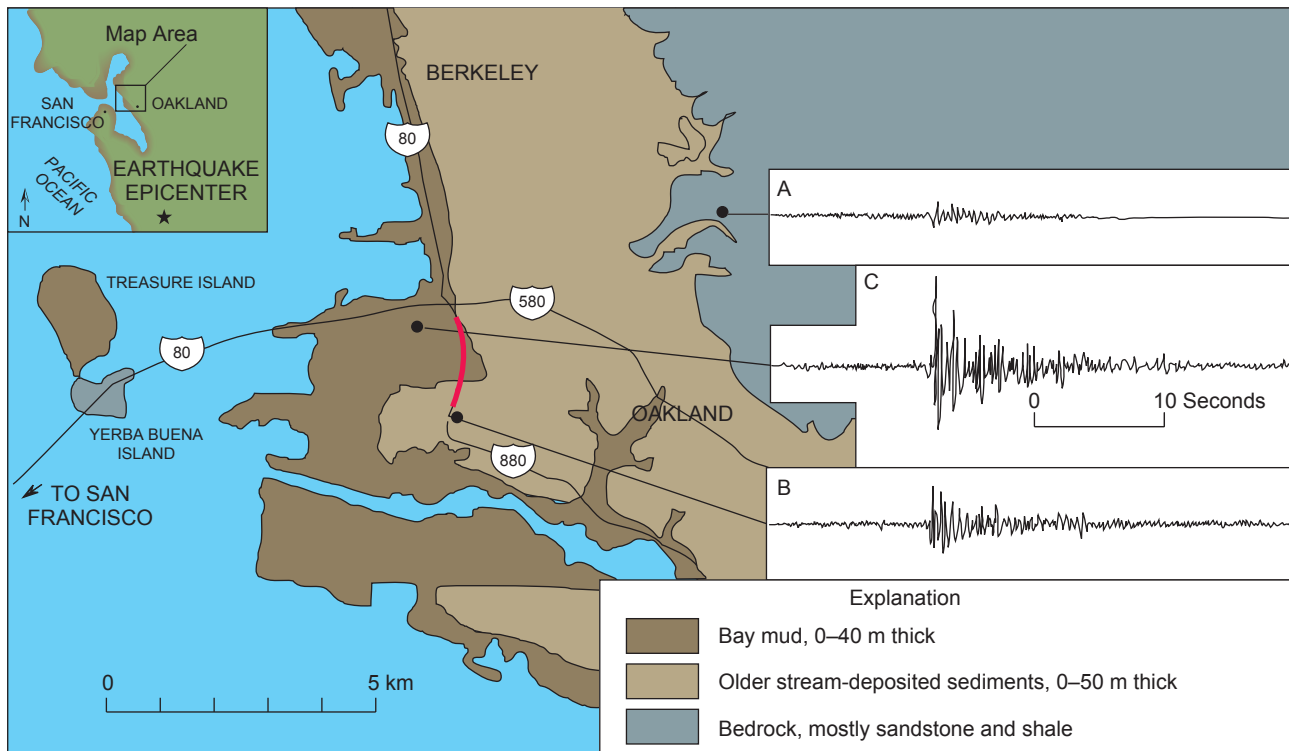 Map Area
SAN
FRANCISCO
OAKLAND
PACIFIC
OCEAN
EARTHQUAKE
EPICENTER
N
BERKELEY
80
A
TREASURE ISLAND
580
C
80
0
10 Seconds
OAKLAND
YERBA BUENA
ISLAND
880
B
TO SAN
FRANCISCO
Explanation
Bay mud, 0–40 m thick
Older stream-deposited sediments, 0–50 m thick
Bedrock, mostly sandstone and shale
0
5 km